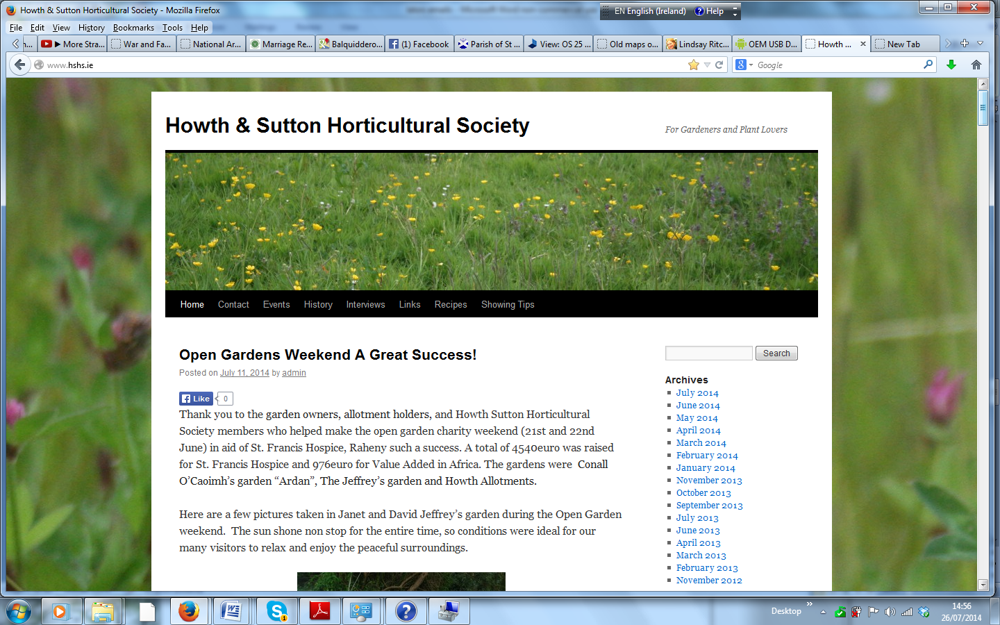 Howth & Sutton Horticultural Society - Mozilla Firefox
EN English (Ireland)
Help
File Edit View History Bookmarks Tools Help
▶ More Stra...
War and Fa...
National Ar...
Marriage Re...
Balquiddero...
(1) Facebook
Parish of St ...
View: OS 25 ...
Old maps o...
Lindsay Ritc...
OEM USB D...
Howth ...
New Tab
www.hshs.ie
Google
Howth & Sutton Horticultural Society
For Gardeners and Plant Lovers
Home Contact Events History Interviews Links Recipes Showing Tips
Open Gardens Weekend A Great Success!
Posted on July 11, 2014 by admin
Like 0
Thank you to the garden owners, allotment holders, and Howth Sutton Horticultural
Society members who helped make the open garden charity weekend (21st and 22nd
June) in aid of St. Francis Hospice, Raheny such a success. A total of 4540euro was raised
for St. Francis Hospice and 976euro for Value Added in Africa. The gardens were Conall
O’Caoimh’s garden “Ardan”, The Jeffrey’s garden and Howth Allotments.
Here are a few pictures taken in Janet and David Jeffrey’s garden during the Open Garden
weekend. The sun shone non stop for the entire time, so conditions were ideal for our
many visitors to relax and enjoy the peaceful surroundings.
Search
Archives
July 2014
June 2014
May 2014
April 2014
March 2014
February 2014
January 2014
November 2013
October 2013
September 2013
July 2013
June 2013
April 2013
March 2013
February 2013
November 2012
Desktop
14:56
26/07/2014